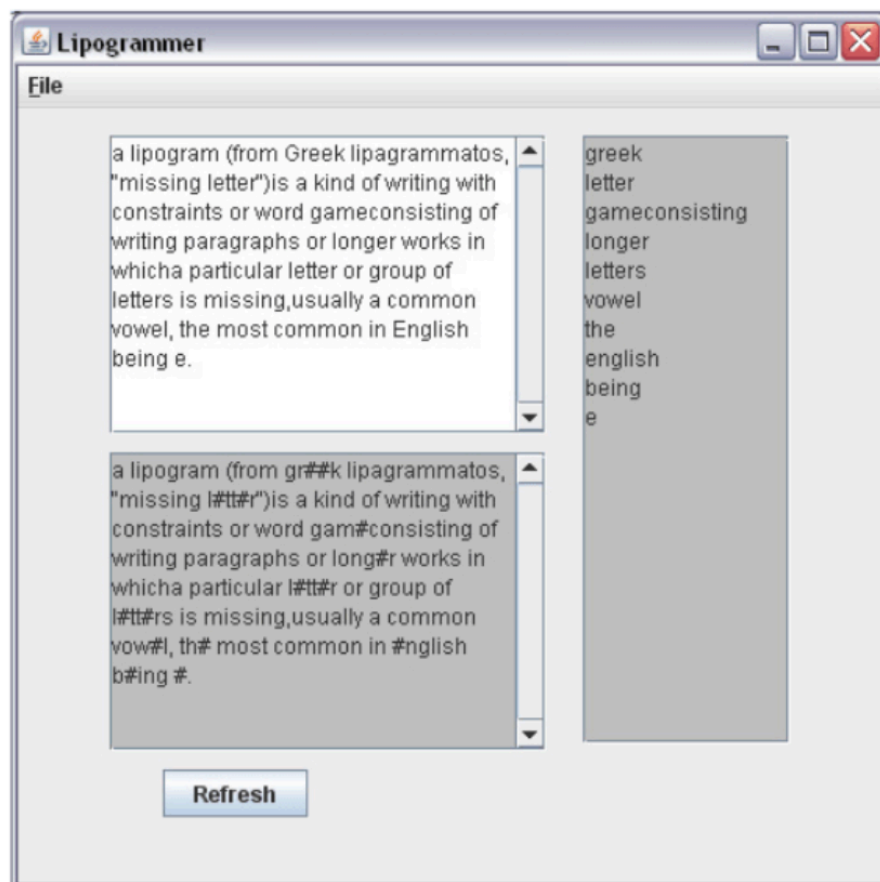 Lipogrammer
File
a lipogram (from Greek lipagrammatos,
"missing letter")is a kind of writing with
constraints or word gameconsisting of
writing paragraphs or longer works in
whicha particular letter or group of
letters is missing,usually a common
vowel, the most common in English
being e.
greek
letter
gameconsisting
longer
letters
vowel
the
english
being
e
a lipogram (from gr##k lipagrammatos,
"missing l#tt#r")is a kind of writing with
constraints or word gam#consisting of
writing paragraphs or long#r works in
whicha particular l#tt#r or group of
l#tt#rs is missing,usually a common
vow#l, th# most common in #nglish
b#ing #.
Refresh